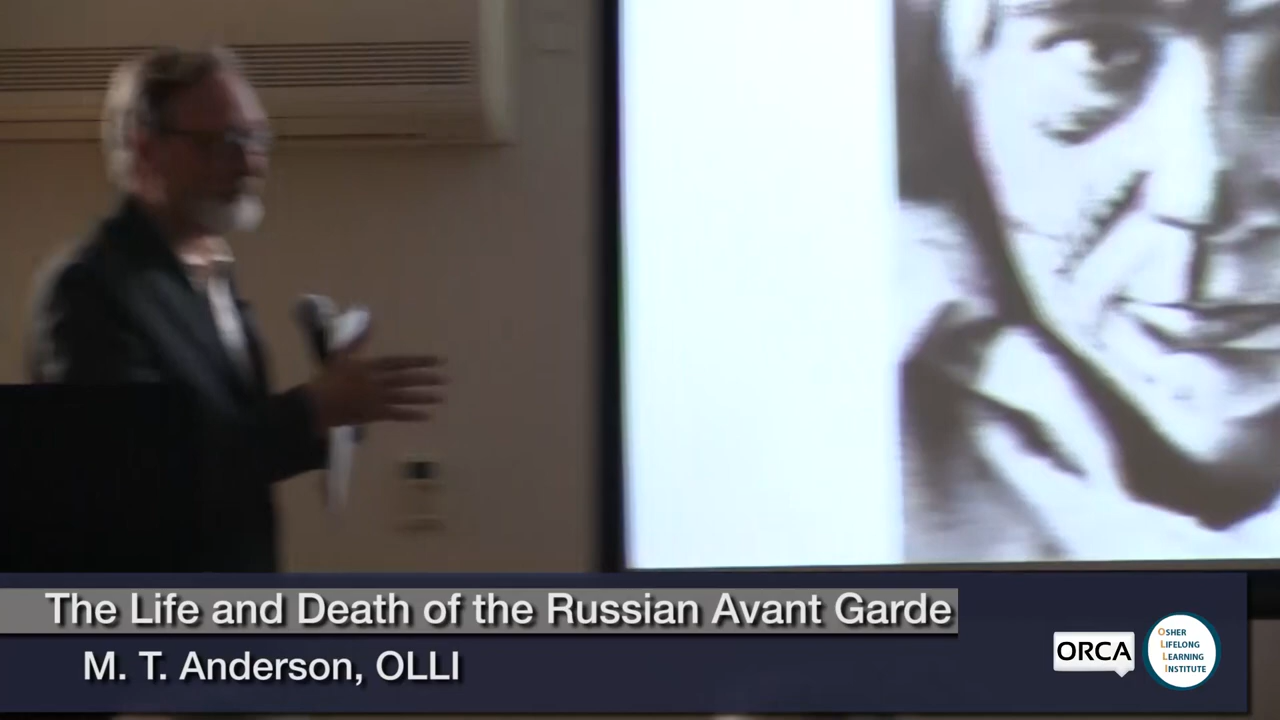 The Life and Death of the Russian Avant Garde
M. T. Anderson, OLLI
ORCA
OSHER
LIFELONG
LEARNING
INSTITUTE